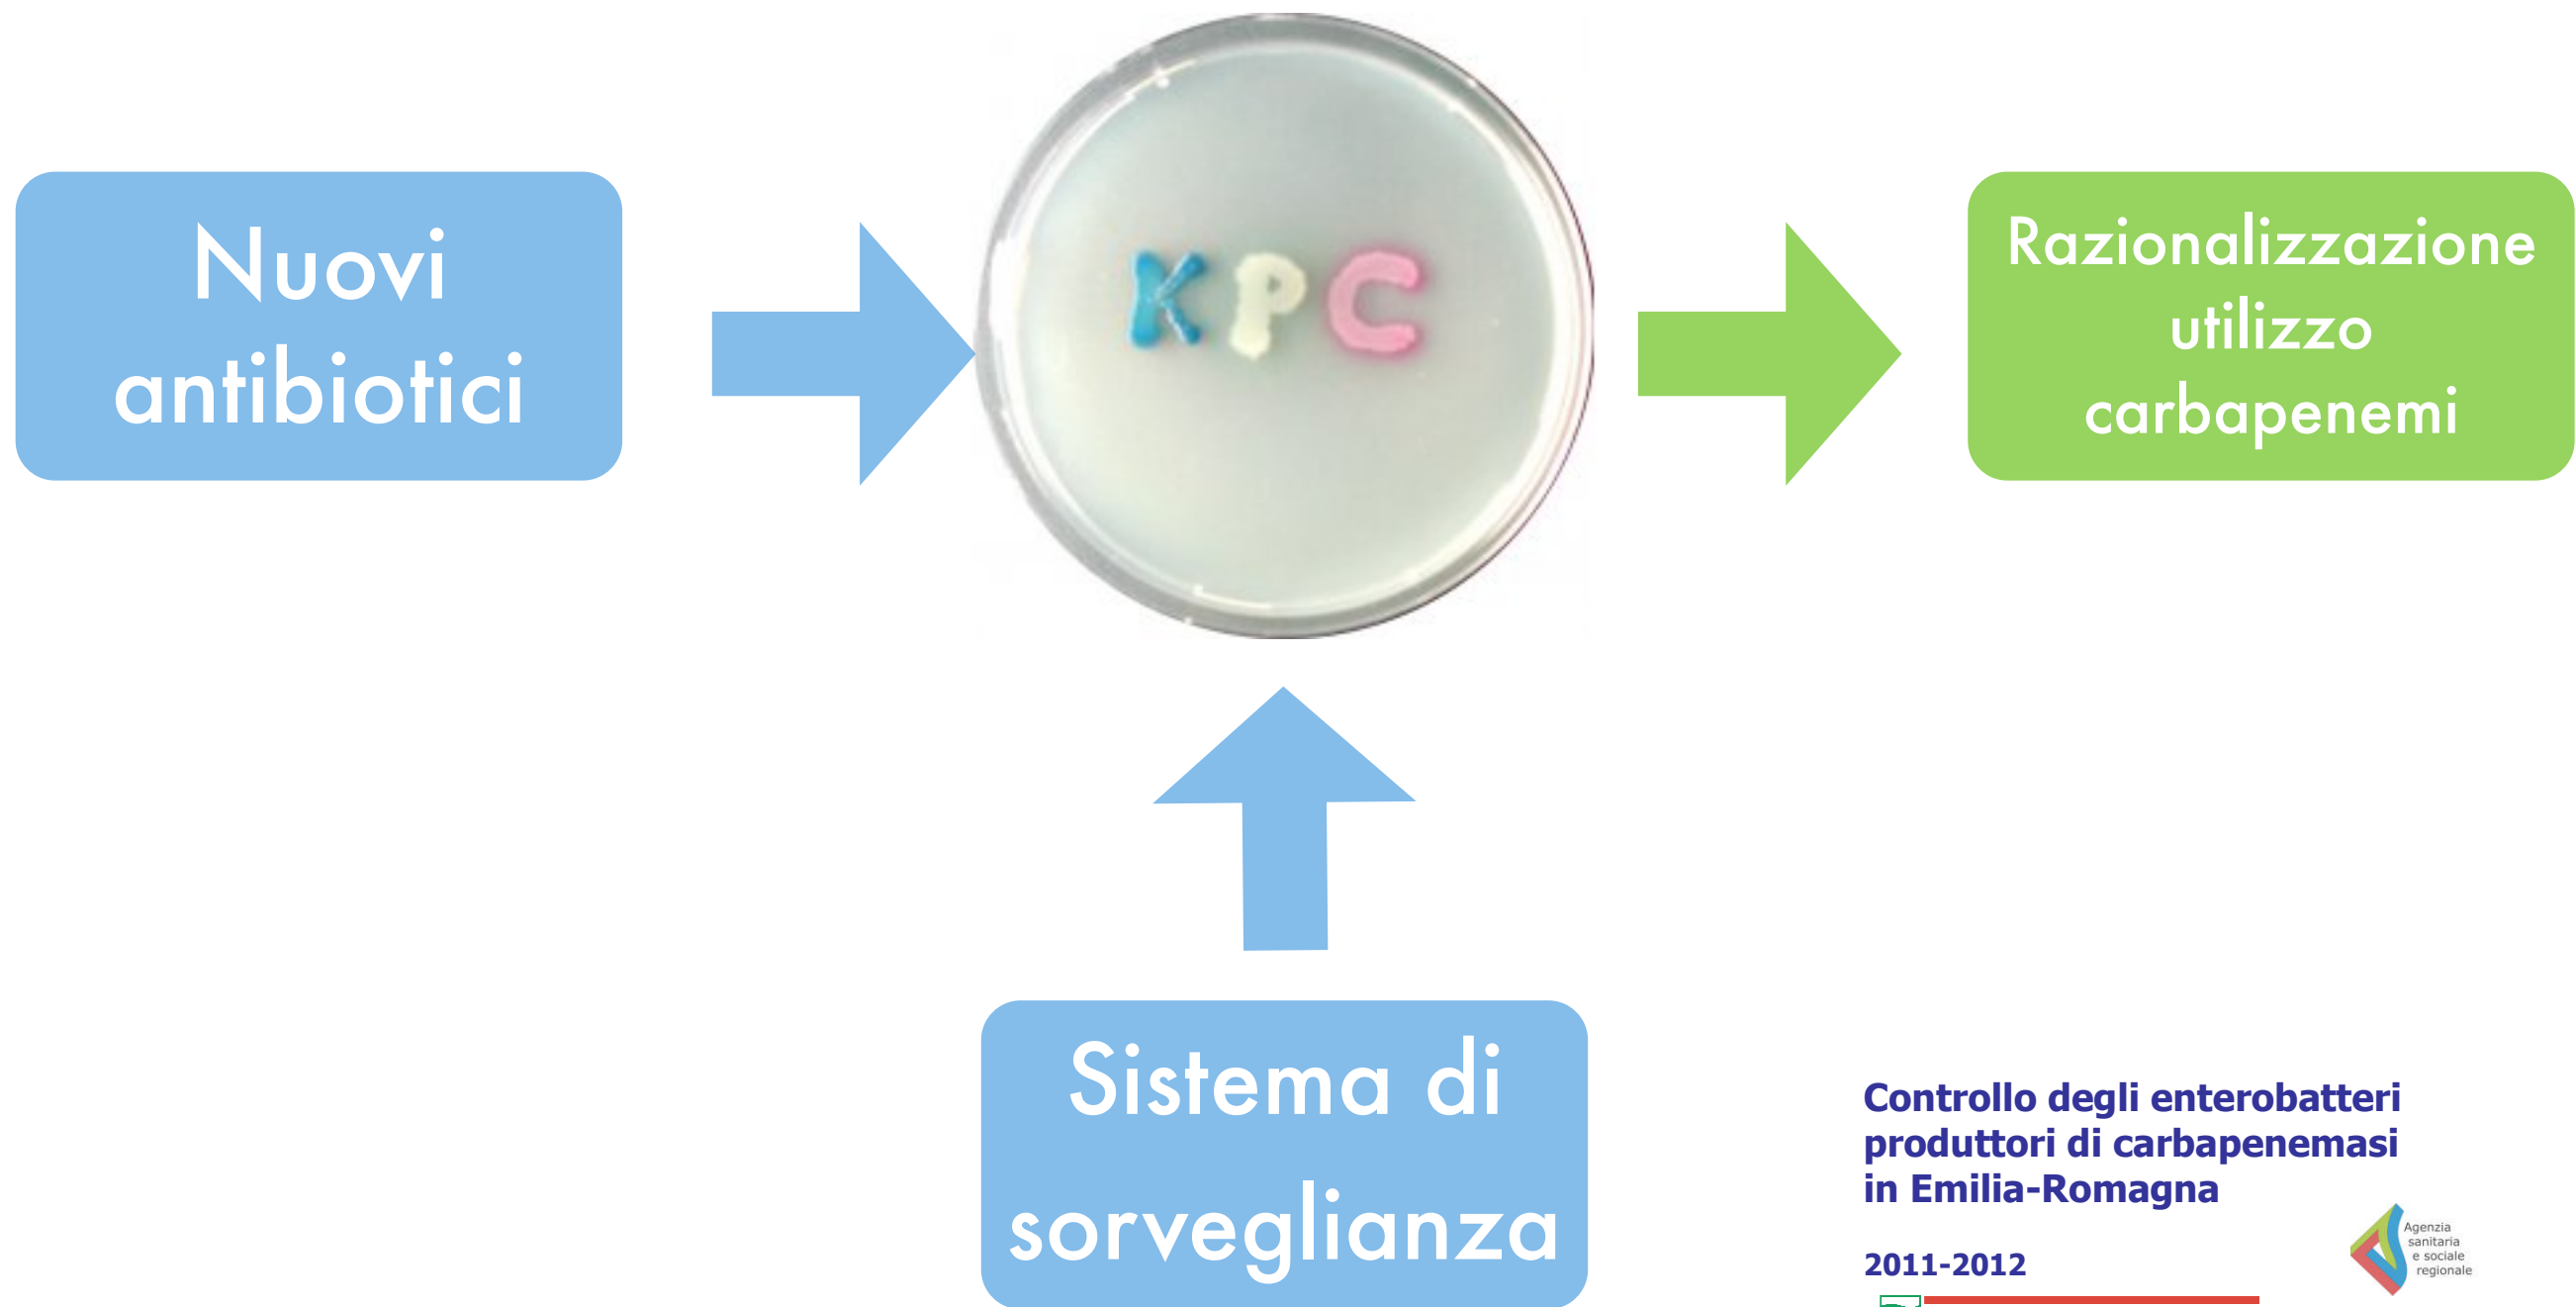 Nuovi
antibiotici
KPC
Razionalizzazione
utilizzo
carbapenemi
Sistema di
sorveglianza
Controllo degli enterobatteri
produttori di carbapenemasi
in Emilia-Romagna
2011-2012
Agenzia
sanitaria
e sociale
regionale